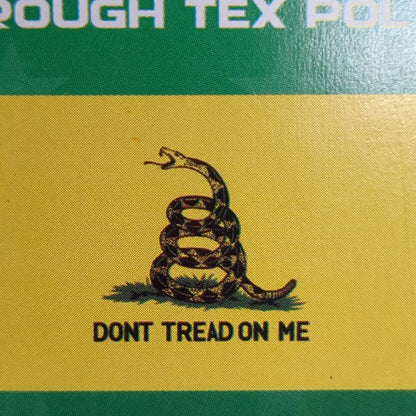 ROUGH TEX POL
DONT TREAD ON ME